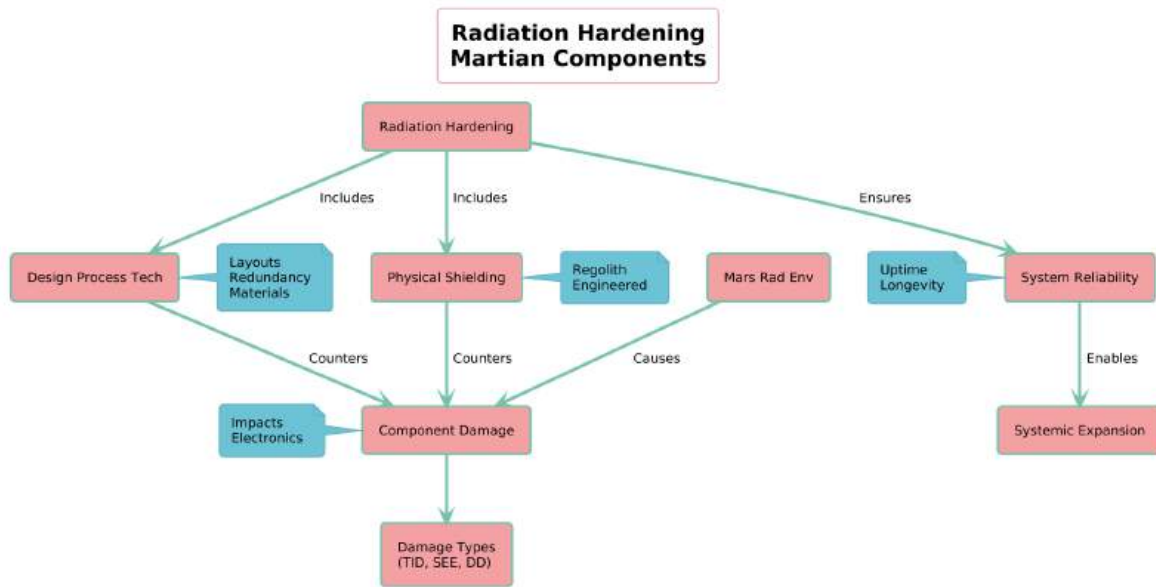 Radiation Hardening
Martian Components
Radiation Hardening
Includes
Includes
Ensures
Design Process Tech
Layouts
Redundancy
Materials
Physical Shielding
Regolith
Engineered
Mars Rad Env
Uptime
Longevity
System Reliability
Counters
Counters
Causes
Enables
Impacts
Electronics
Component Damage
Systemic Expansion
Damage Types
(TID, SEE, DD)